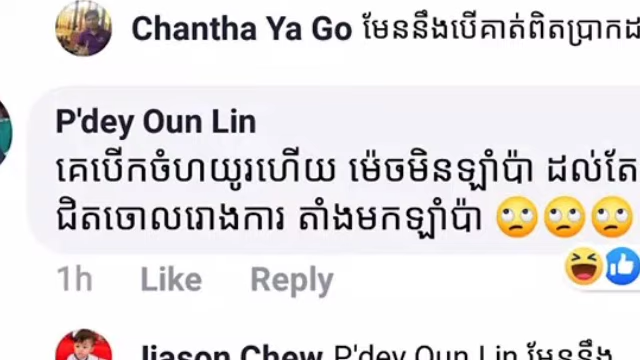 Chantha Ya Go មែននឹងបើគាត់ពិតប្រាកដ
P'dey Oun Lin
គេបើកចំហយូរហើយ ម៉េចមិនឡាំប៉ា ដល់តែ
ជិតចោលរោងការ តាំងមកឡាំប៉ា 🙄🙄🙄
1h Like Reply
Jiason Chew P'dey Oun Lin មែននឹង